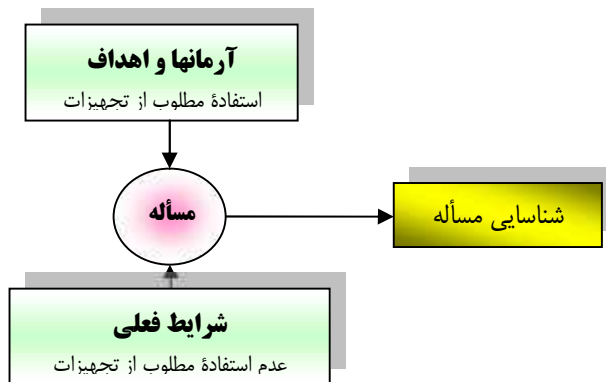 آرمانها و اهداف
استفادهٔ مطلوب از تجهیزات
مسأله
شناسایی مسأله
شرایط فعلی
عدم استفادهٔ مطلوب از تجهیزات